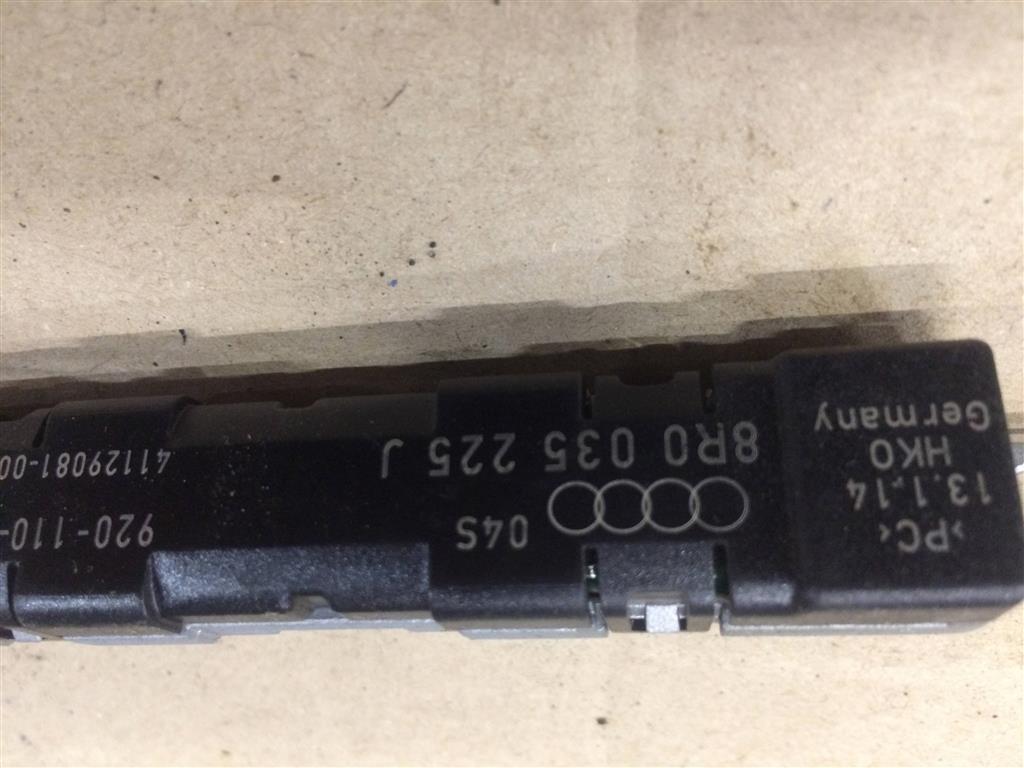 >PC<
13.1.14
HKO
Germany
04S
8R0 035 225 J
920-110-
41129081-00